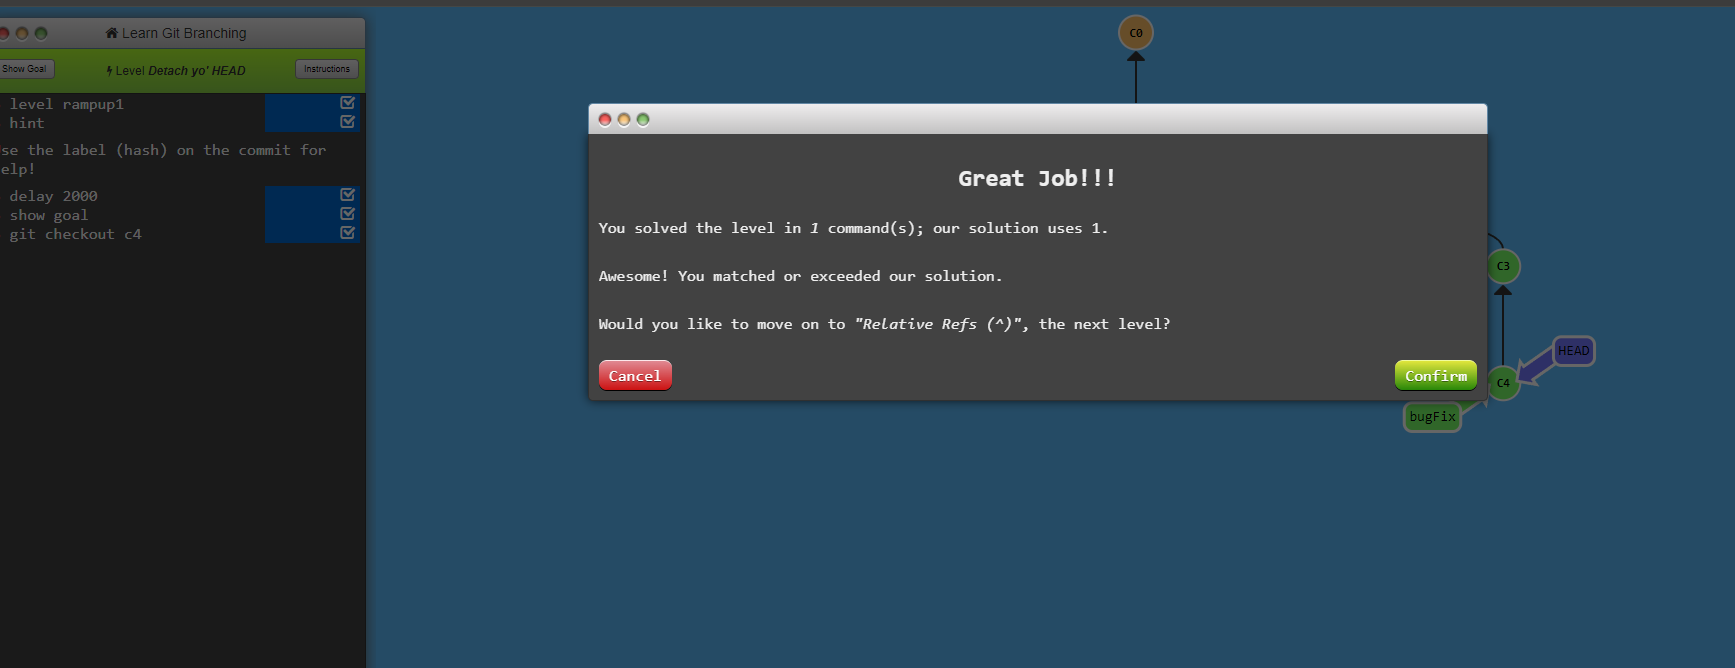 Learn Git Branching
Show Goal
Level Detach yo' HEAD
Instructions
level rampup1
hint
se the label (hash) on the commit for
elp!
delay 2000
show goal
git checkout c4
C0
Great Job!!!
You solved the level in 1 command(s); our solution uses 1.
Awesome! You matched or exceeded our solution.
Would you like to move on to "Relative Refs (^)", the next level?
Cancel
Confirm
C3
HEAD
C4
bugFix